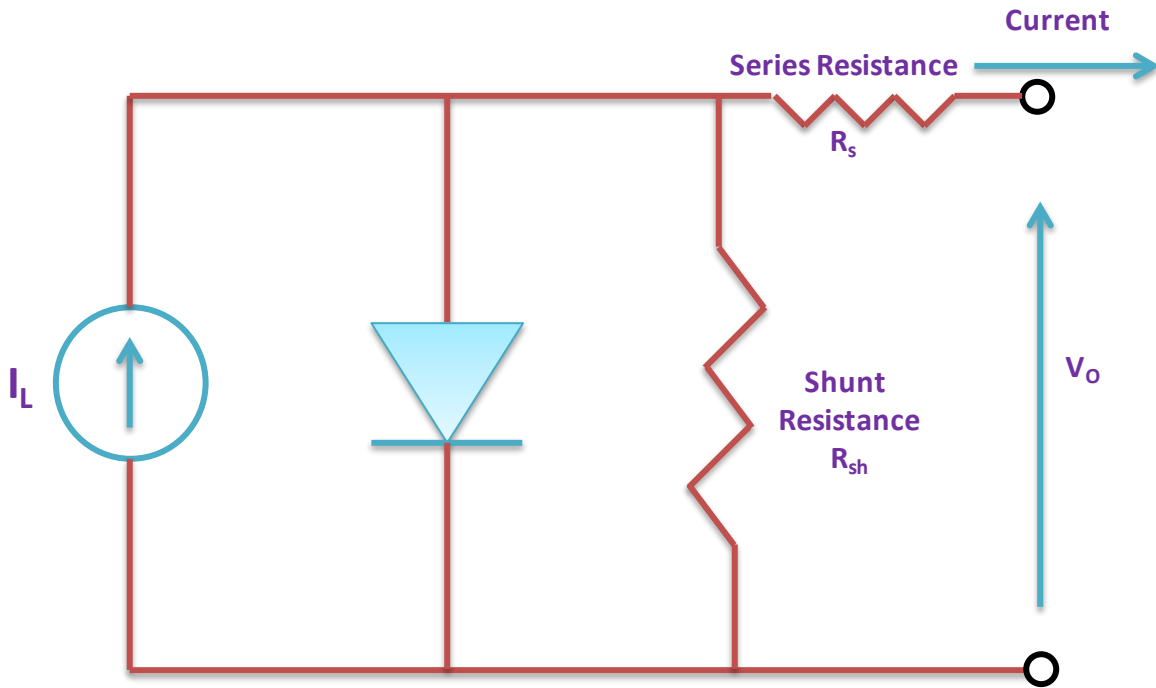 Current
Series Resistance
Rs
IL
Shunt
Resistance
Rsh
VO